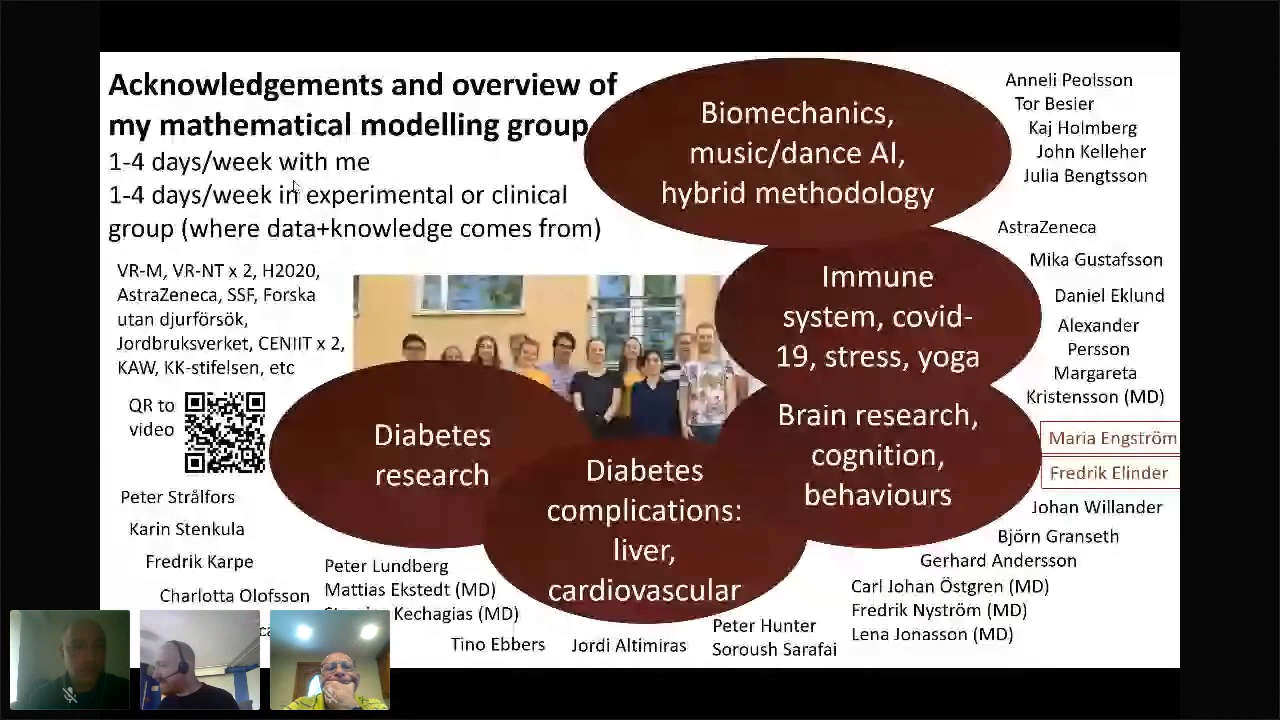 Acknowledgements and overview of
my mathematical modelling group
1-4 days/week with me
1-4 days/week in experimental or clinical
group (where data+knowledge comes from)
VR-M, VR-NT x 2, H2020,
AstraZeneca, SSF, Forska
utan djurförsök,
Jordbruksverket, CENIIT x 2,
KAW, KK-stifelsen, etc
QR to
video
Biomechanics,
music/dance AI,
hybrid methodology
Immune
system, covid-
19, stress, yoga
Brain research,
cognition,
behaviours
Diabetes
research
Diabetes
complications:
liver,
cardiovascular
Anneli Peolsson
Tor Besier
Kaj Holmberg
John Kelleher
Julia Bengtsson
AstraZeneca
Mika Gustafsson
Daniel Eklund
Alexander
Persson
Margareta
Kristensson (MD)
Maria Engström
Fredrik Elinder
Johan Willander
Björn Granseth
Gerhard Andersson
Carl Johan Östgren (MD)
Fredrik Nyström (MD)
Lena Jonasson (MD)
Peter Strålfors
Karin Stenkula
Fredrik Karpe
Charlotta Olofsson
Peter Lundberg
Mattias Ekstedt (MD)
Kechagias (MD)
Tino Ebbers
Jordi Altimiras
Peter Hunter
Soroush Sarafai